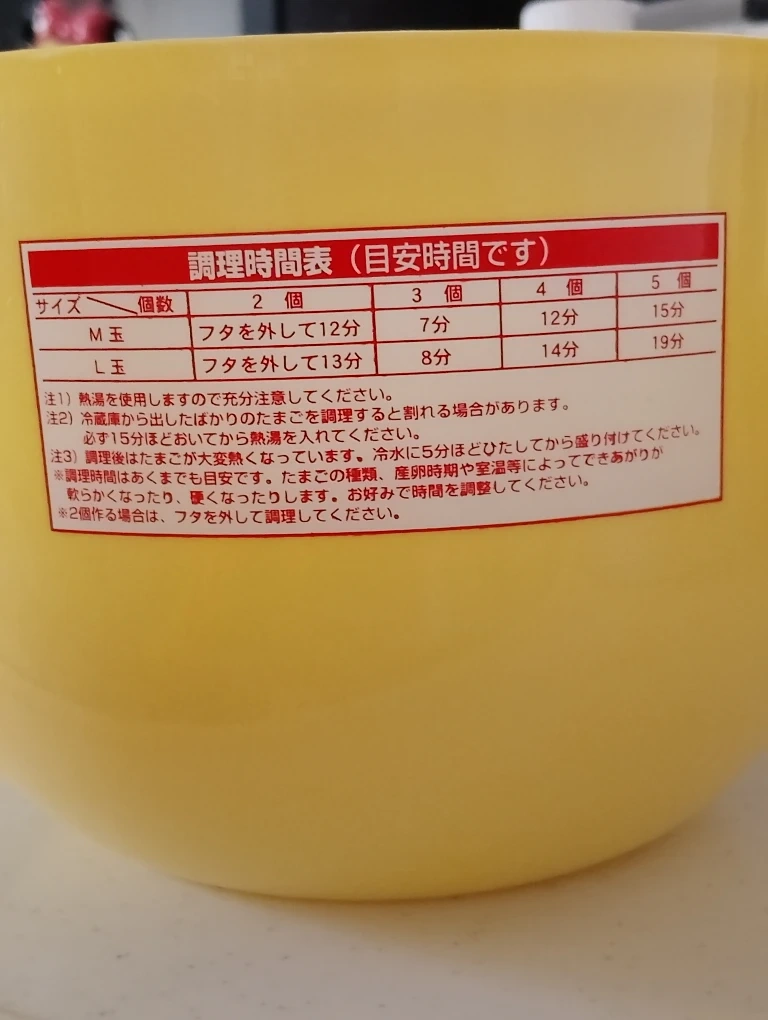 調理時間表（目安時間です）
サイズ 個数 2個 3個 4個 5個
M玉 フタを外して12分 7分 12分 15分
L玉 フタを外して13分 8分 14分 19分
注1) 熱湯を使用しますので充分注意してください。
注2) 冷蔵庫から出したばかりのたまごを調理すると割れる場合があります。
必ず15分ほどおいてから熱湯を入れてください。
注3) 調理後はたまごが大変熱くなっています。冷水に5分ほどひたしてから盛り付けてください。
※調理時間はあくまでも目安です。たまごの種類、産卵時期や室温等によってできあがりが
軟らかくなったり、硬くなったりします。お好みで時間を調整してください。
※2個作る場合は、フタを外して調理してください。